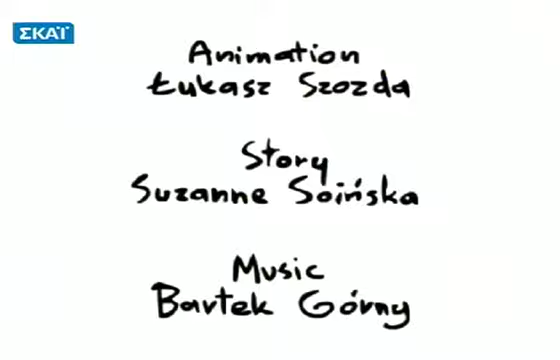 ΣΚΑΪ
Animation
Łukasz Szozda
Story
Suzanne Soińska
Music
Bartek Górny